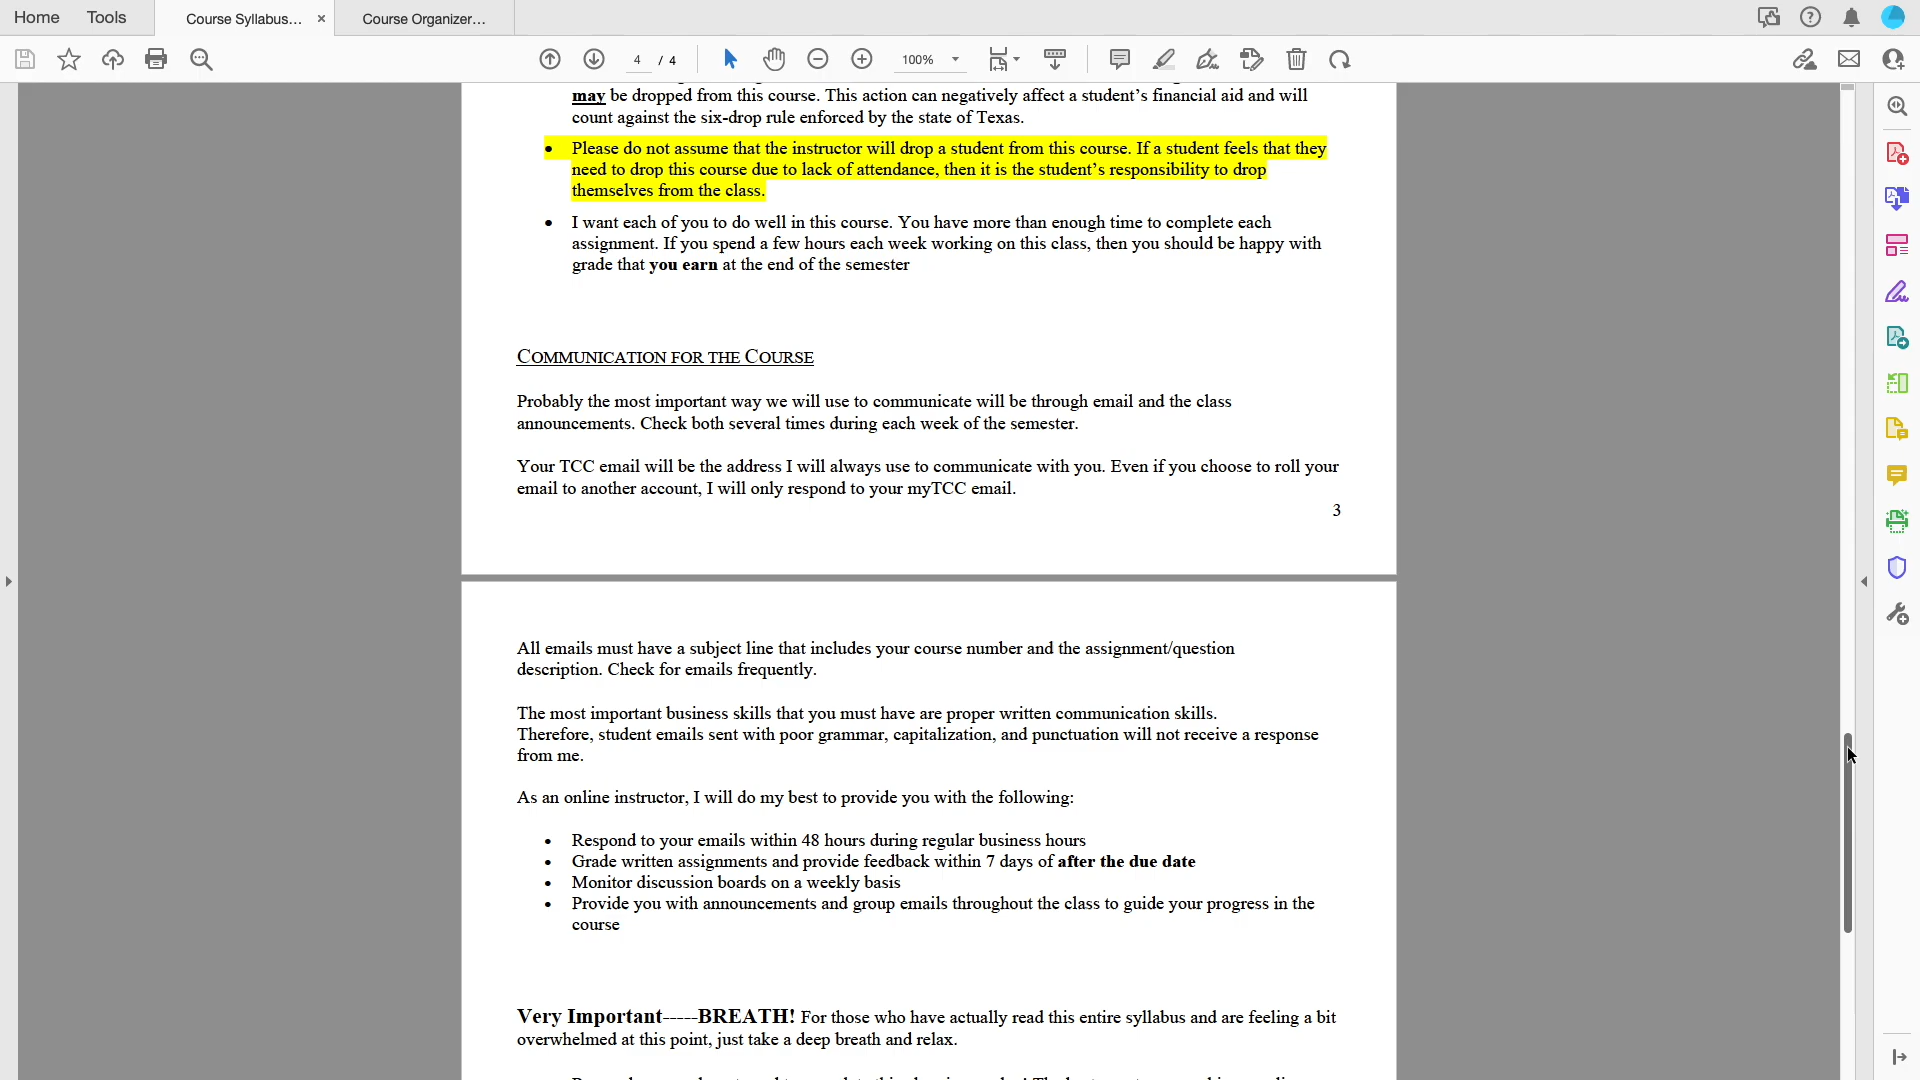 Home Tools Course Syllabus... × Course Organizer...
4 / 4 100%
may be dropped from this course. This action can negatively affect a student's financial aid and will
count against the six-drop rule enforced by the state of Texas.
• Please do not assume that the instructor will drop a student from this course. If a student feels that they
need to drop this course due to lack of attendance, then it is the student's responsibility to drop
themselves from the class.
• I want each of you to do well in this course. You have more than enough time to complete each
assignment. If you spend a few hours each week working on this class, then you should be happy with
grade that you earn at the end of the semester
COMMUNICATION FOR THE COURSE
Probably the most important way we will use to communicate will be through email and the class
announcements. Check both several times during each week of the semester.
Your TCC email will be the address I will always use to communicate with you. Even if you choose to roll your
email to another account, I will only respond to your myTCC email.
3
All emails must have a subject line that includes your course number and the assignment/question
description. Check for emails frequently.
The most important business skills that you must have are proper written communication skills.
Therefore, student emails sent with poor grammar, capitalization, and punctuation will not receive a response
from me.
As an online instructor, I will do my best to provide you with the following:
• Respond to your emails within 48 hours during regular business hours
• Grade written assignments and provide feedback within 7 days of after the due date
• Monitor discussion boards on a weekly basis
• Provide you with announcements and group emails throughout the class to guide your progress in the
course
Very Important-----BREATH! For those who have actually read this entire syllabus and are feeling a bit
overwhelmed at this point, just take a deep breath and relax.